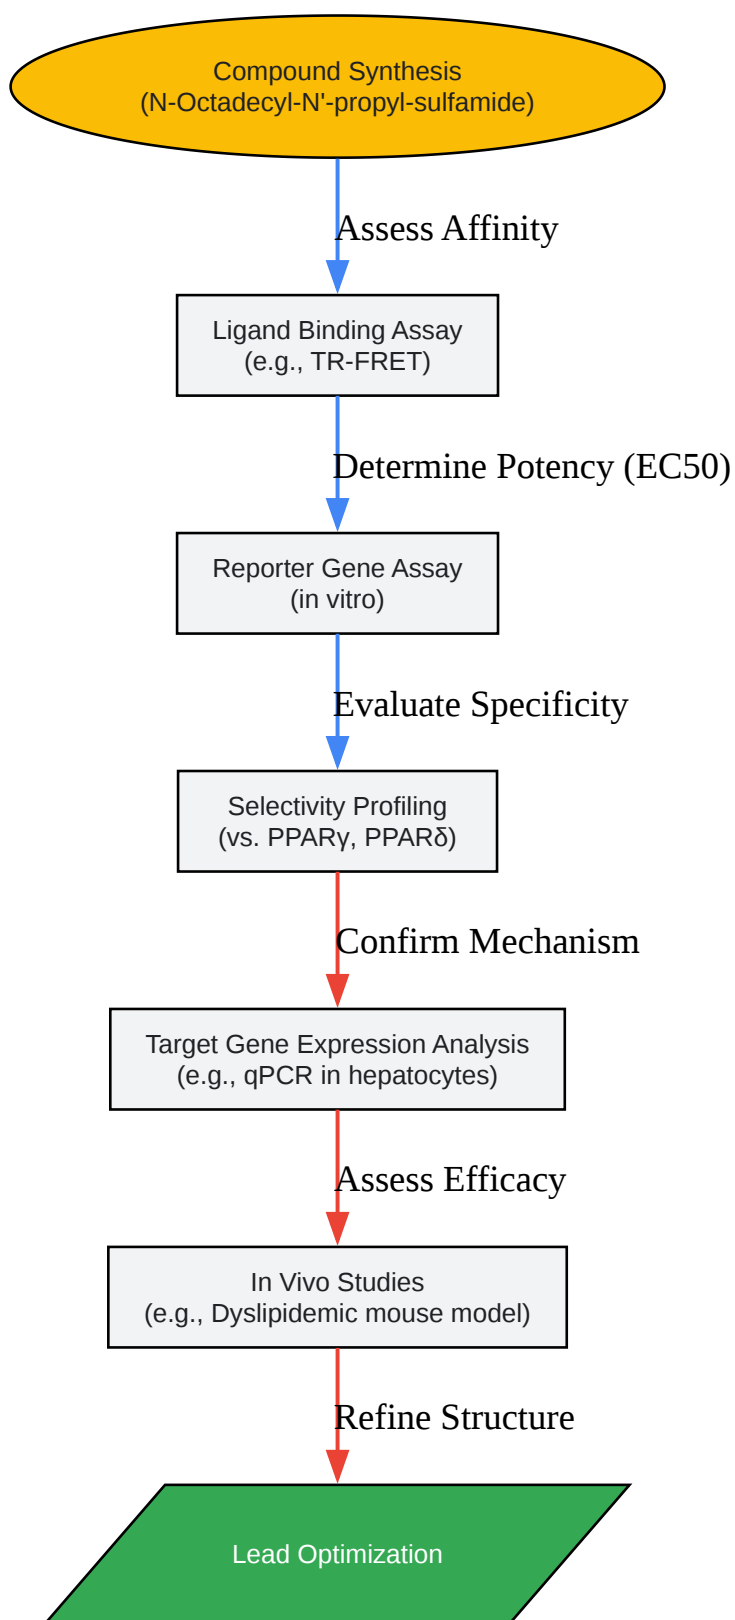 Compound Synthesis
(N-Octadecyl-N'-propyl-sulfamide)
Assess Affinity
Ligand Binding Assay
(e.g., TR-FRET)
Determine Potency (EC50)
Reporter Gene Assay
(in vitro)
Evaluate Specificity
Selectivity Profiling
(vs. PPARγ, PPARδ)
Confirm Mechanism
Target Gene Expression Analysis
(e.g., qPCR in hepatocytes)
Assess Efficacy
In Vivo Studies
(e.g., Dyslipidemic mouse model)
Refine Structure
Lead Optimization